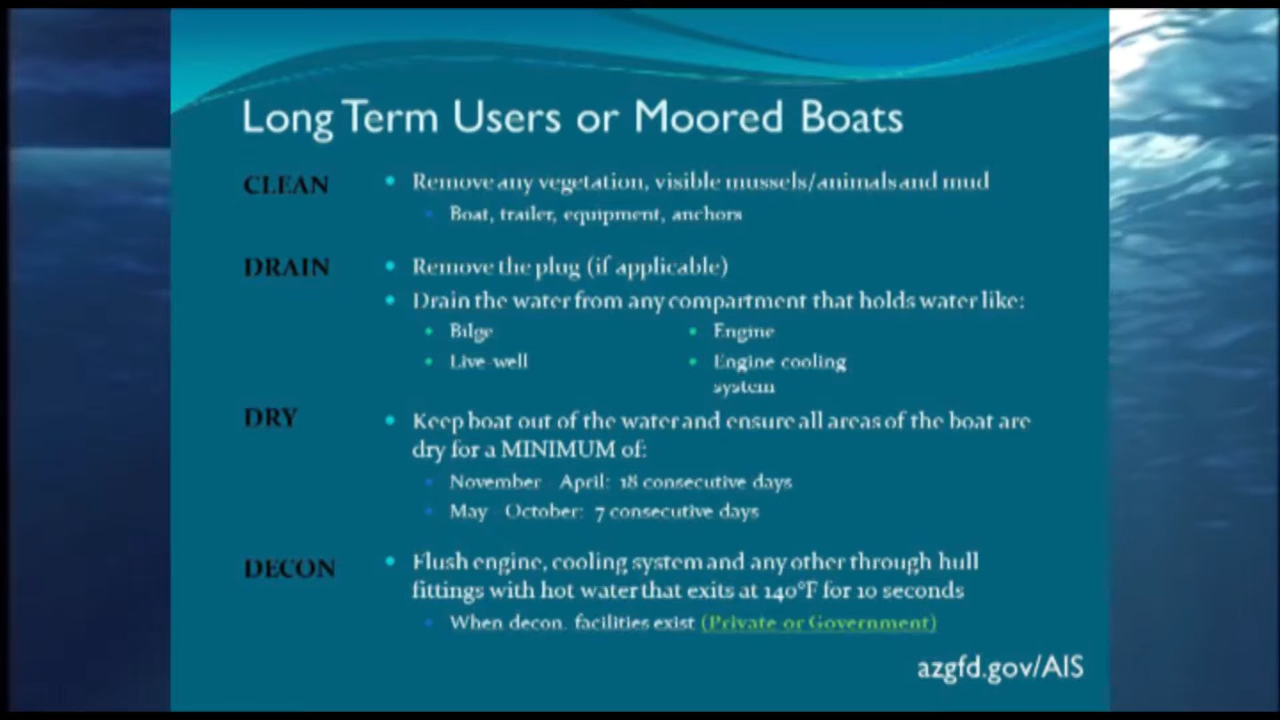 Long Term Users or Moored Boats
CLEAN
Remove any vegetation, visible mussels/animals and mud
Boat, trailer, equipment, anchors
DRAIN
Remove the plug (if applicable)
Drain the water from any compartment that holds water like:
Bilge
Engine
Live-well
Engine cooling
system
DRY
Keep boat out of the water and ensure all areas of the boat are
dry for a MINIMUM of:
November - April: 18 consecutive days
May - October: 7 consecutive days
DECON
Flush engine, cooling system and any other through hull
fittings with hot water that exits at 140°F for 10 seconds
When decon. facilities exist (Private or Government)
azgfd.gov/AIS